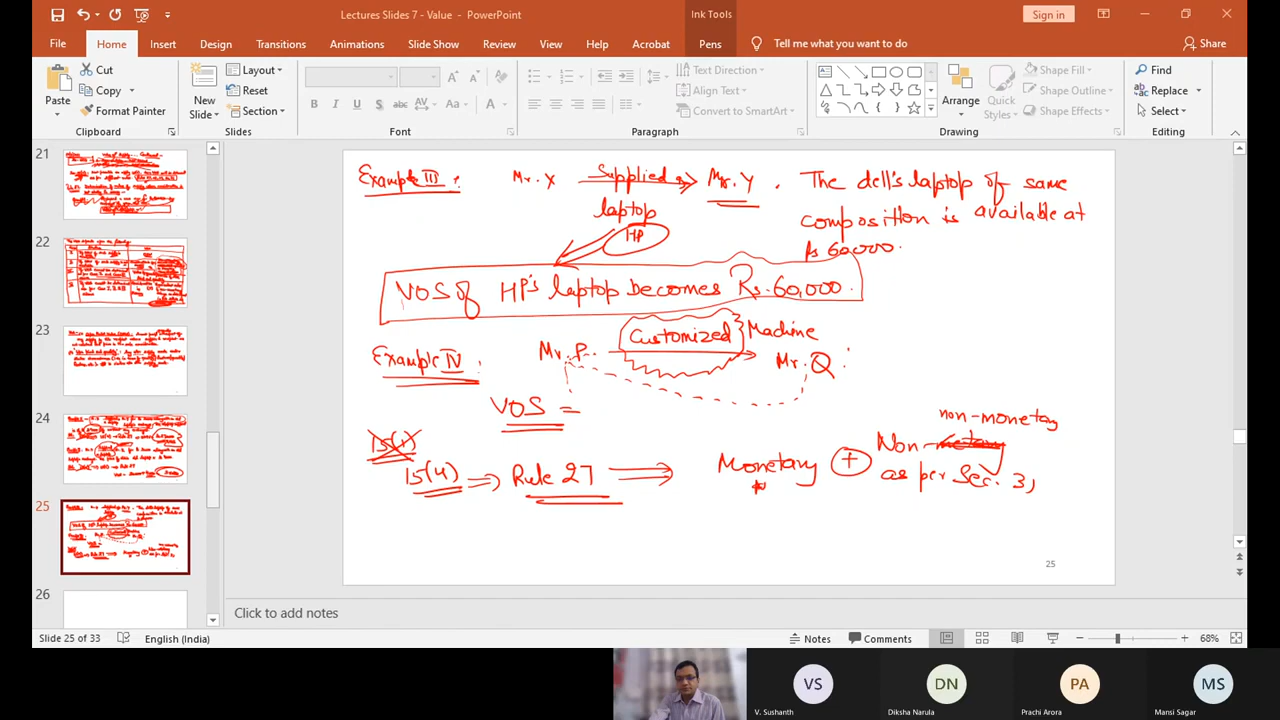 Lectures Slides 7 - Value - PowerPoint
Ink Tools
Sign in
File Home Insert Design Transitions Animations Slide Show Review View Help Acrobat Pens Tell me what you want to do Share
Cut
Copy
Format Painter
Paste
Clipboard
New
Slide
Layout
Reset
Section
Slides
B I U S abc AV Aa A
Font
Paragraph
Text Direction
Align Text
Convert to SmartArt
Arrange
Quick
Styles
Shape Fill
Shape Outline
Shape Effects
Drawing
Find
Replace
Select
Editing
21
22
23
24
25
26
Example III :
Mr. X Supplied Mr. Y . The dell's laptop of same
laptop
HP
composition is available at
Rs 60,000.
VOS of HP's laptop becomes Rs. 60,000.
Example IV :
Mr. P. Customized Machine
Mr. Q :
VOS =
15(1)
15(4) ⇒ Rule 27
Monetary + Non-
non-monetary
as per Sec. 3,
25
Click to add notes
Slide 25 of 33
English (India)
Notes
Comments
68%
VS
V. Sushanth
DN
Diksha Narula
PA
Prachi Arora
MS
Mansi Sagar